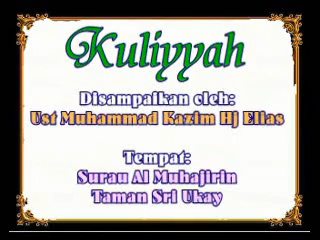 Kuliyyah
Disampaikan oleh:
Ust Muhammad Kazim Hj Elias
Tempat:
Surau Al Muhajirin
Taman Sri Ukay